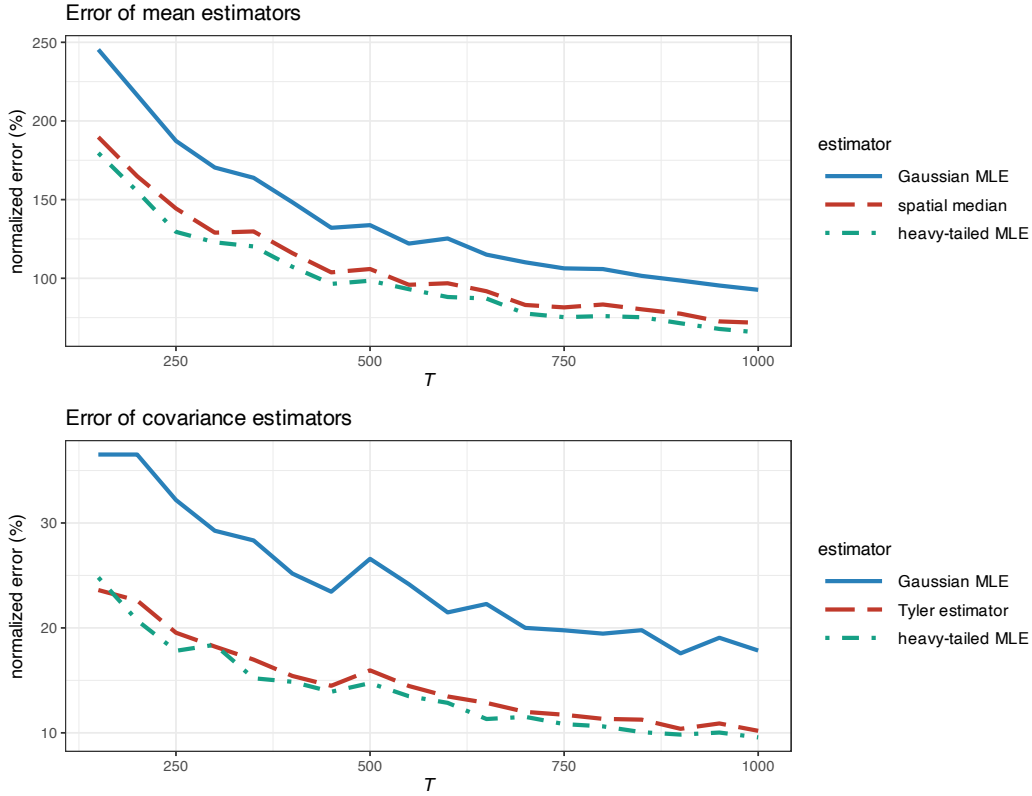 Error of mean estimators
normalized error (%)
250
200
150
100
250
500
750
1000
T
estimator
Gaussian MLE
spatial median
heavy-tailed MLE
Error of covariance estimators
normalized error (%)
30
20
10
250
500
750
1000
T
estimator
Gaussian MLE
Tyler estimator
heavy-tailed MLE